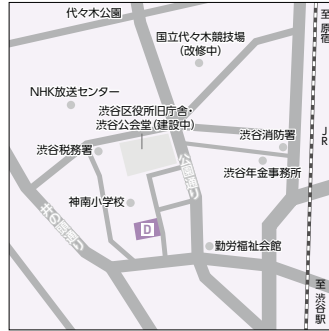 代々木公園
国立代々木競技場
(改修中)
至 原宿
NHK放送センター
渋谷区役所旧庁舎・
渋谷公会堂(建設中)
渋谷消防署
JR
渋谷税務署
公園通り
渋谷年金事務所
神南小学校
井の頭通り
D
勤労福祉会館
至 渋谷駅